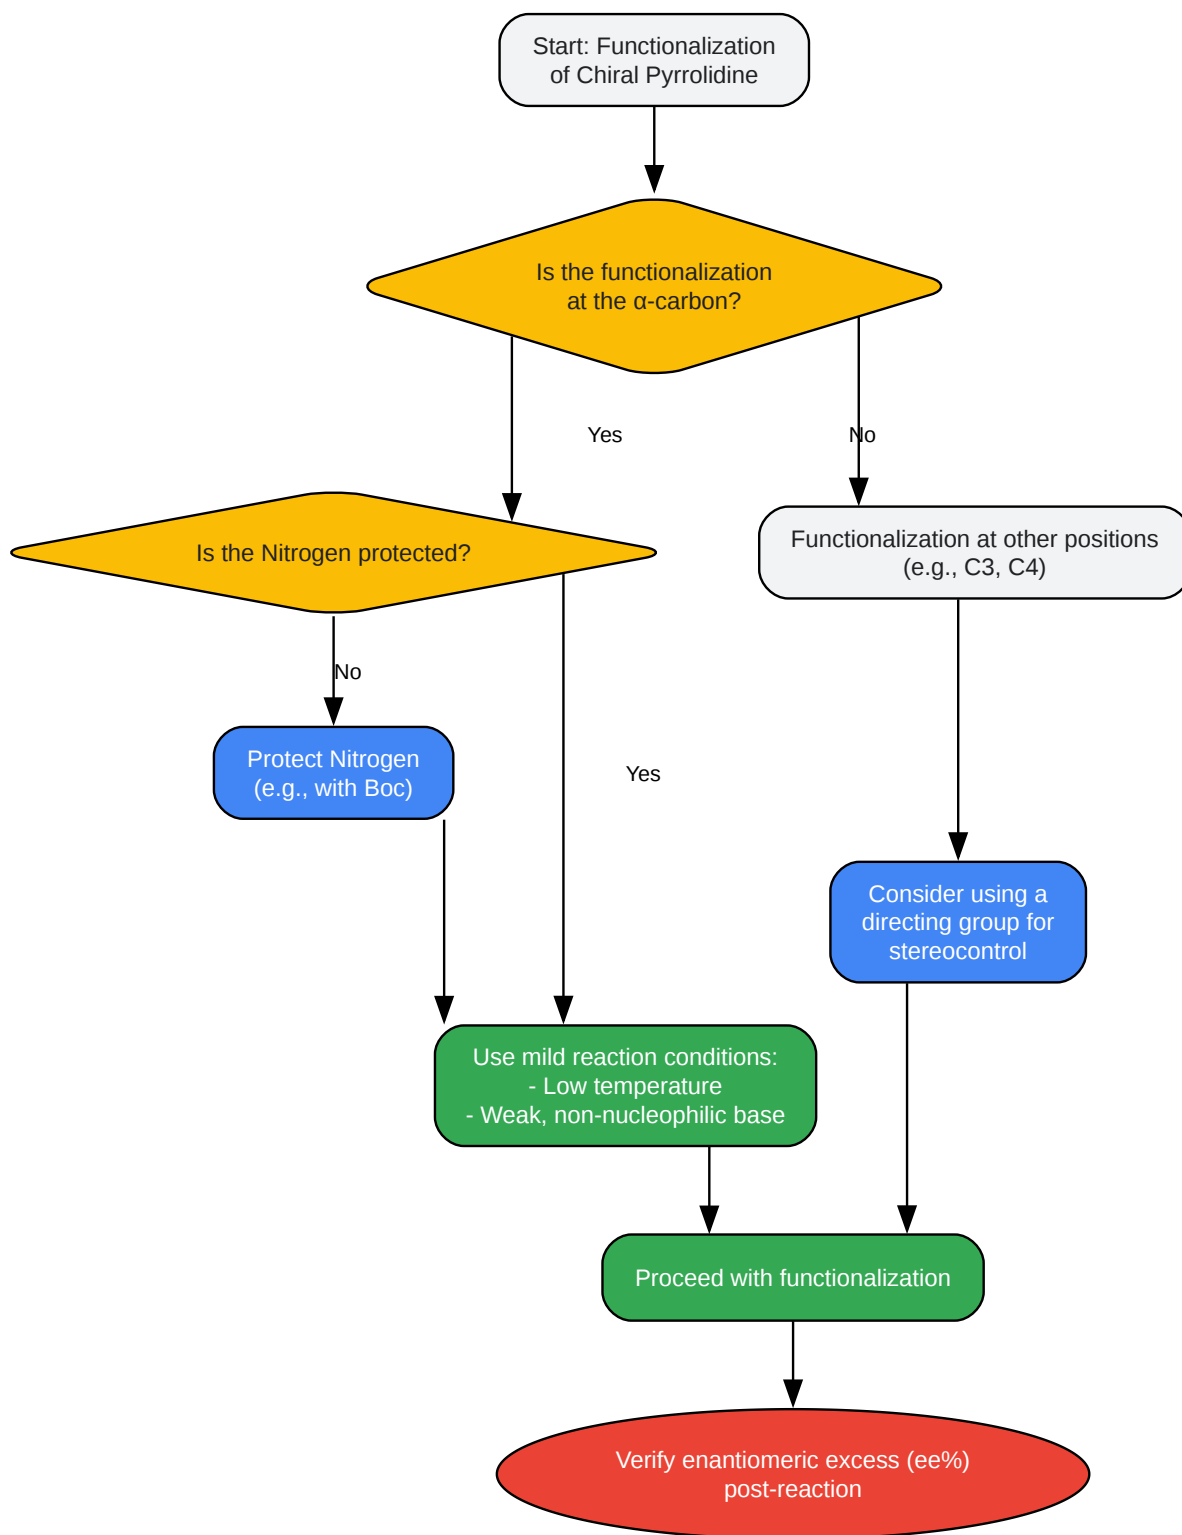 Start: Functionalization
of Chiral Pyrrolidine
Is the functionalization
at the α-carbon?
Yes
No
Is the Nitrogen protected?
Functionalization at other positions
(e.g., C3, C4)
No
Protect Nitrogen
(e.g., with Boc)
Yes
Consider using a
directing group for
stereocontrol
Use mild reaction conditions:
- Low temperature
- Weak, non-nucleophilic base
Proceed with functionalization
Verify enantiomeric excess (ee%)
post-reaction